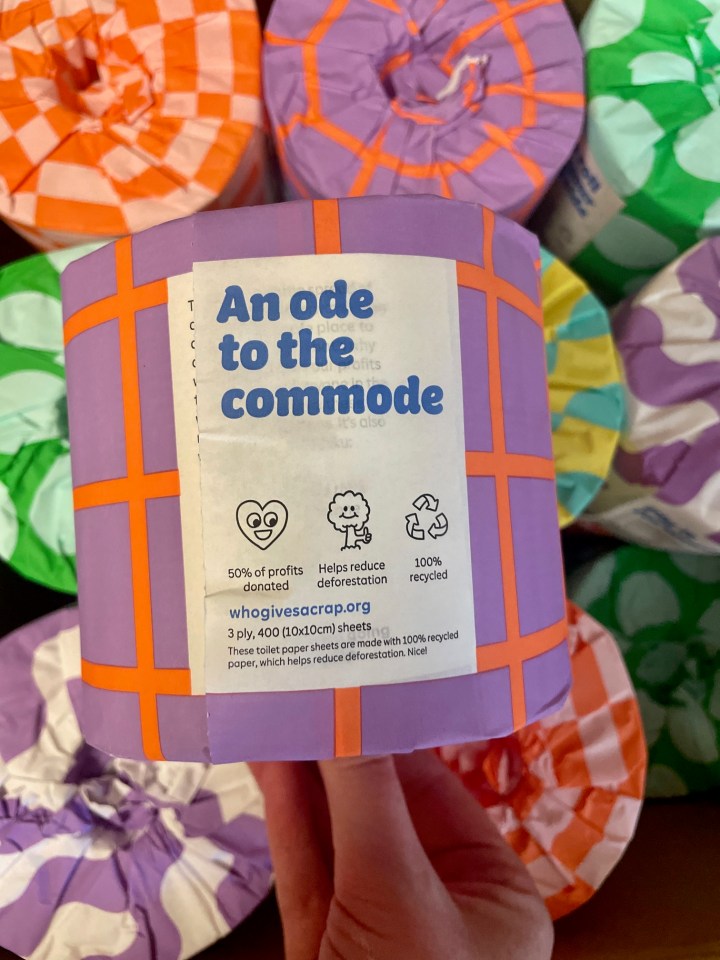 An ode
to the
commode
50% of profits
donated
Helps reduce
deforestation
100%
recycled
whogivesacrap.org
3 ply, 400 (10x10cm) sheets
These toilet paper sheets are made with 100% recycled
paper, which helps reduce deforestation. Nice!